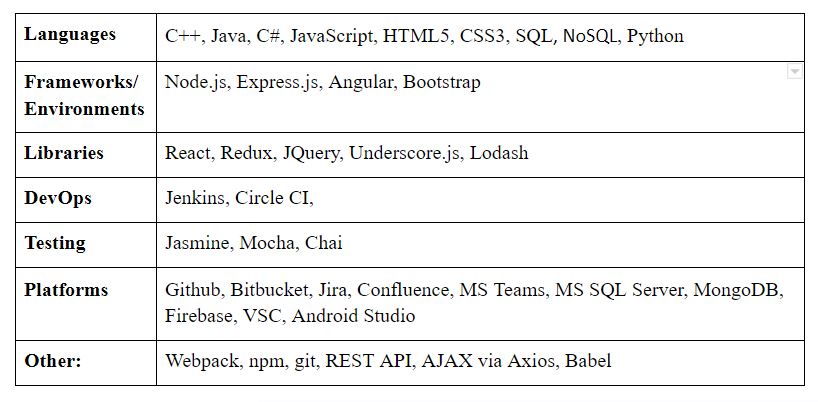 Languages C++, Java, C#, JavaScript, HTML5, CSS3, SQL, NoSQL, Python
Frameworks/ Node.js, Express.js, Angular, Bootstrap
Environments
Libraries React, Redux, JQuery, Underscore.js, Lodash
DevOps Jenkins, Circle CI,
Testing Jasmine, Mocha, Chai
Platforms Github, Bitbucket, Jira, Confluence, MS Teams, MS SQL Server, MongoDB,
Firebase, VSC, Android Studio
Other: Webpack, npm, git, REST API, AJAX via Axios, Babel